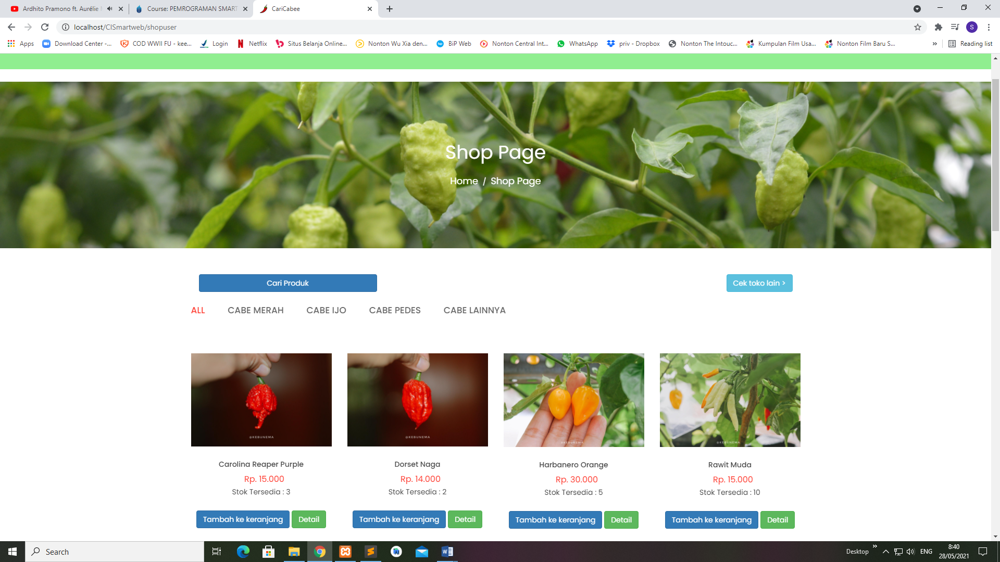 Ardhito Pramono ft. Aurélie
Course: PEMROGRAMAN SMART
CariCabee
localhost/CISmartweb/shopuser
S
Apps
Download Center -...
COD WWII FU - kee...
Login
Netflix
Situs Belanja Online...
Nonton Wu Xia den...
BiP Web
Nonton Central Int...
WhatsApp
priv - Dropbox
Nonton The Intouc...
Kumpulan Film Usa...
Nonton Film Baru S...
»
Reading list
Shop Page
Home / Shop Page
Cari Produk
Cek toko lain >
ALL
CABE MERAH
CABE IJO
CABE PEDES
CABE LAINNYA
@KEBUNEMA
@KEBUNEMA
@KEBUNEMA
@KEBUNEMA
Carolina Reaper Purple
Rp. 15.000
Stok Tersedia : 3
Tambah ke keranjang
Detail
Dorset Naga
Rp. 14.000
Stok Tersedia : 2
Tambah ke keranjang
Detail
Harbanero Orange
Rp. 30.000
Stok Tersedia : 5
Tambah ke keranjang
Detail
Rawit Muda
Rp. 15.000
Stok Tersedia : 10
Tambah ke keranjang
Detail
Search
Desktop
»
ENG
8:40
28/05/2021